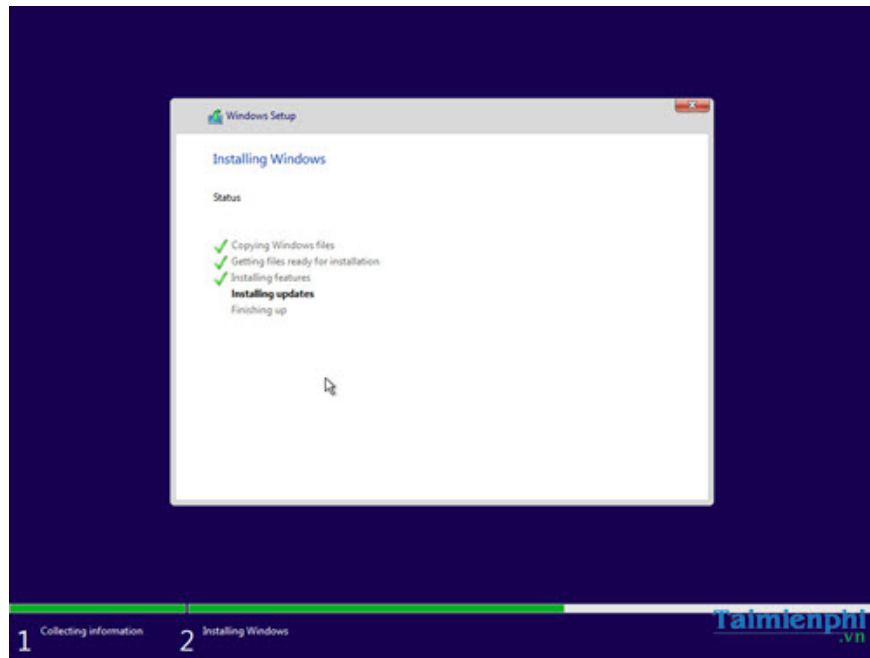 Windows Setup
Installing Windows
Status
Copying Windows files
Getting files ready for installation
Installing features
Installing updates
Finishing up
1 Collecting information
2 Installing Windows
Taimienphi
.vn